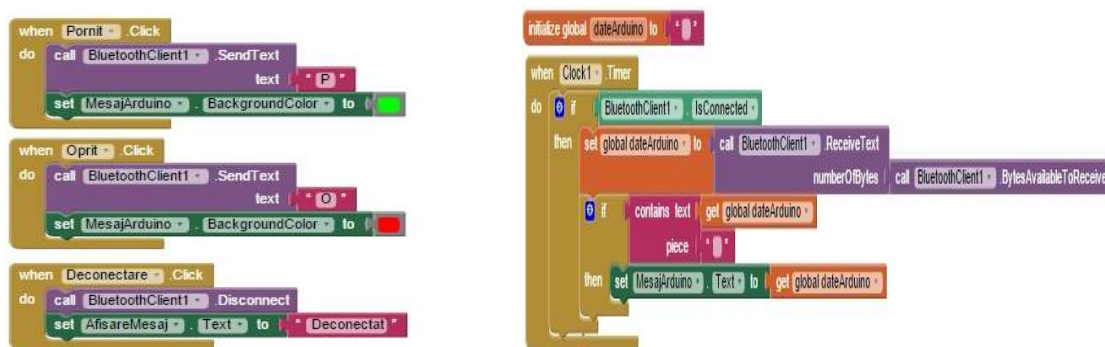 when Pornit .Click
do call BluetoothClient1 .SendText
text " P "
set MesajArduino . BackgroundColor to
when Oprit .Click
do call BluetoothClient1 .SendText
text " O "
set MesajArduino . BackgroundColor to
when Deconectare .Click
do call BluetoothClient1 .Disconnect
set AfisareMesaj . Text to " Deconectat "
initialize global dateArduino to " "
when Clock1 .Timer
do if BluetoothClient1 . IsConnected
then set global dateArduino to call BluetoothClient1 .ReceiveText
numberOfBytes call BluetoothClient1 .BytesAvailableToReceive
if contains text get global dateArduino
piece " "
then set MesajArduino . Text to get global dateArduino